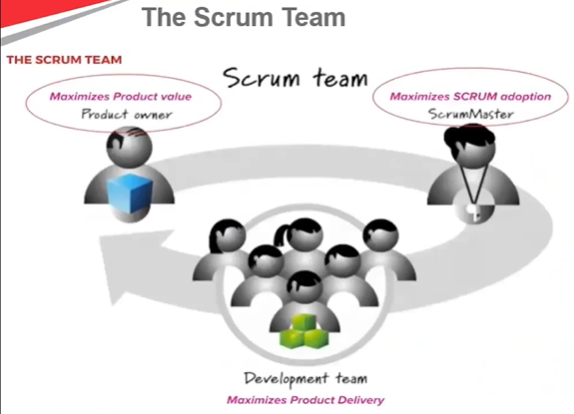 The Scrum Team
THE SCRUM TEAM
Scrum team
Maximizes Product value
Product owner
Maximizes SCRUM adoption
ScrumMaster
Development team
Maximizes Product Delivery